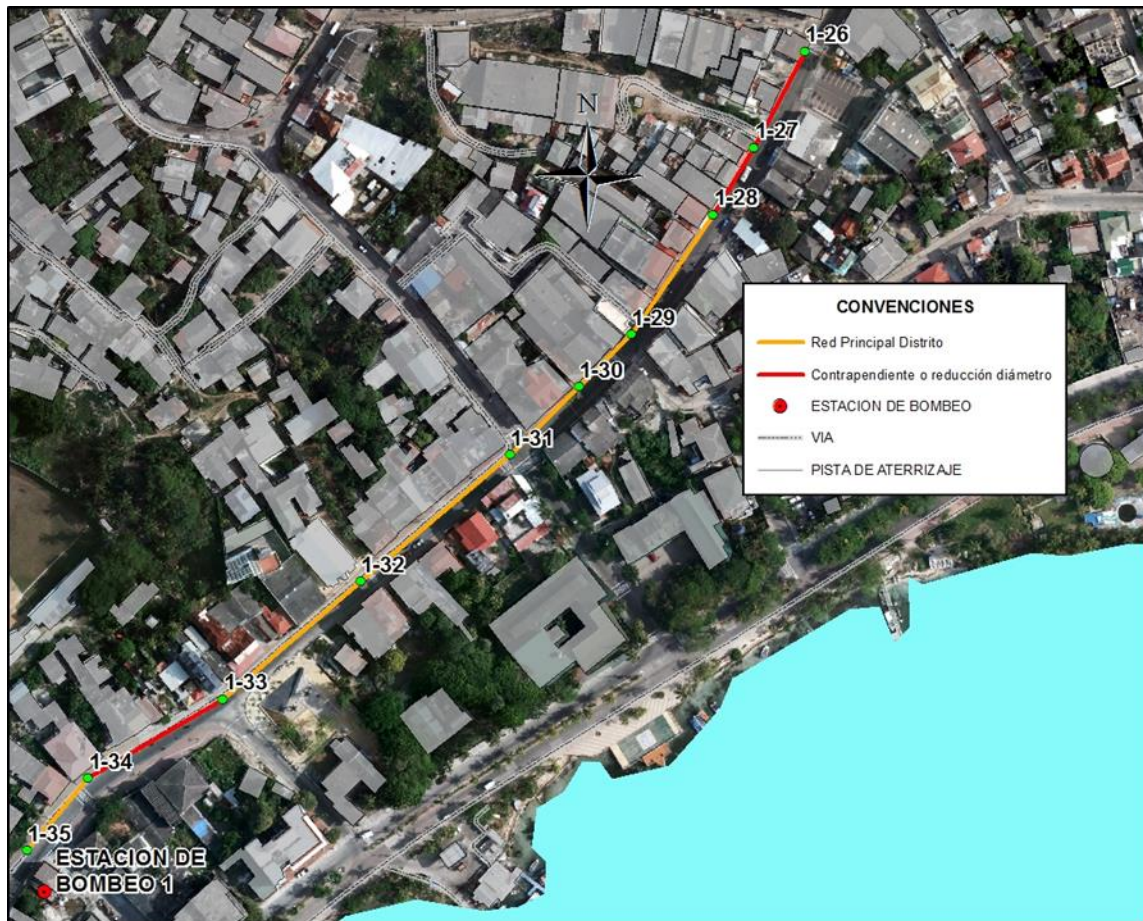 1-26
1-27
N
1-28
1-29
1-30
1-31
1-32
1-33
1-34
1-35
ESTACION DE
BOMBEO 1
CONVENCIONES
Red Principal Distrito
Contrapendiente o reducción diámetro
ESTACION DE BOMBEO
VIA
PISTA DE ATERRIZAJE